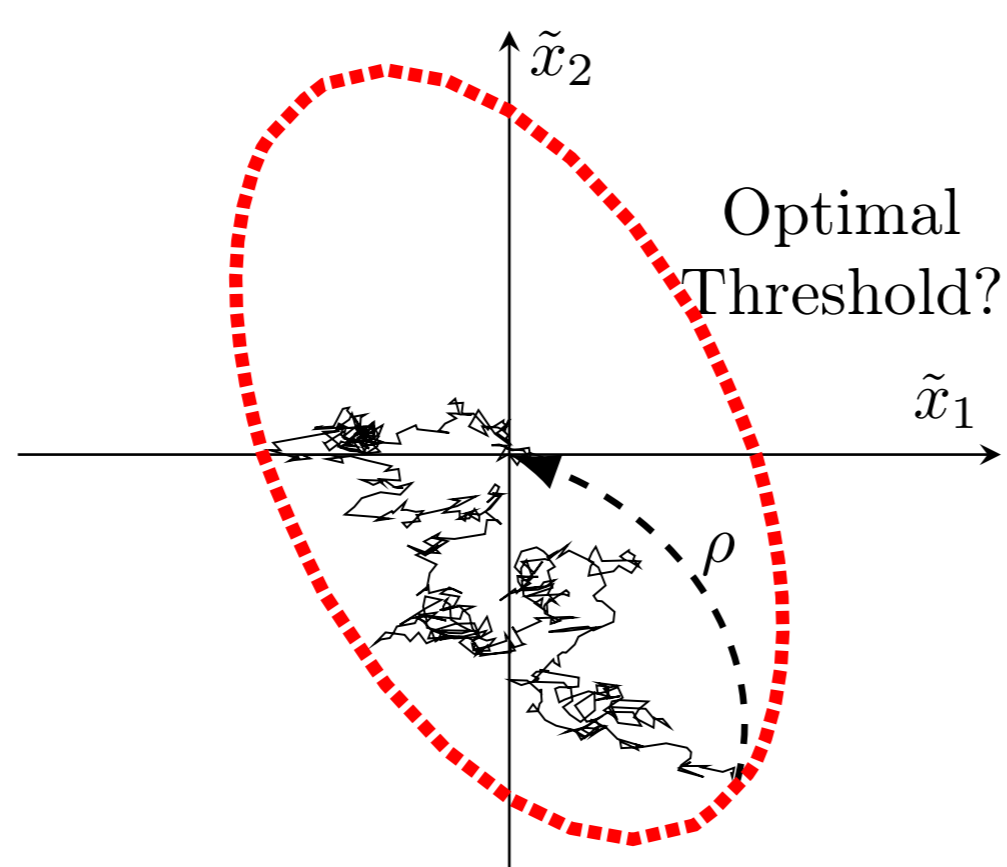 x̃₂
Optimal
Threshold?
x̃₁
ρ